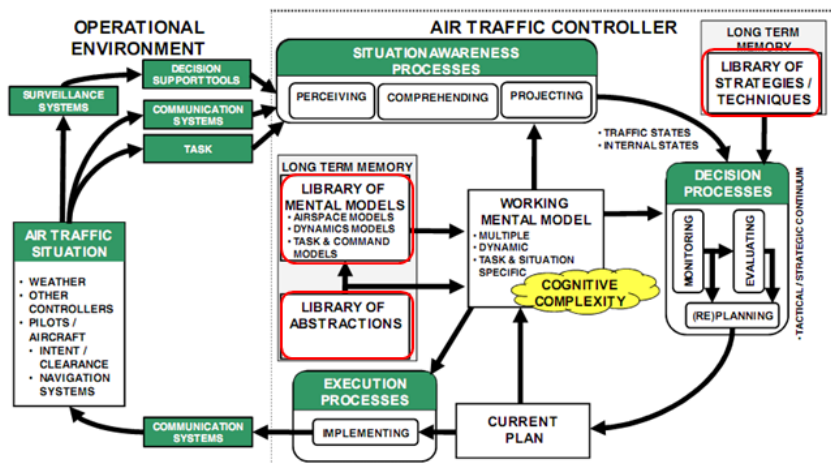 OPERATIONAL
ENVIRONMENT
AIR TRAFFIC CONTROLLER
DECISION
SUPPORT TOOLS
SURVEILLANCE
SYSTEMS
COMMUNICATION
SYSTEMS
TASK
SITUATION AWARENESS
PROCESSES
PERCEIVING
COMPREHENDING
PROJECTING
LONG TERM MEMORY
LIBRARY OF
STRATEGIES /
TECHNIQUES
• TRAFFIC STATES
• INTERNAL STATES
LONG TERM MEMORY
LIBRARY OF
MENTAL MODELS
• AIRSPACE MODELS
• DYNAMICS MODELS
• TASK & COMMAND
MODELS
LIBRARY OF
ABSTRACTIONS
WORKING
MENTAL MODEL
• MULTIPLE
• DYNAMIC
• TASK & SITUATION
SPECIFIC
COGNITIVE
COMPLEXITY
DECISION
PROCESSES
MONITORING
EVALUATING
(RE)PLANNING
• TACTICAL / STRATEGIC CONTINUUM
AIR TRAFFIC
SITUATION
• WEATHER
• OTHER
CONTROLLERS
• PILOTS /
AIRCRAFT
• INTENT /
CLEARANCE
• NAVIGATION
SYSTEMS
EXECUTION
PROCESSES
IMPLEMENTING
CURRENT
PLAN
COMMUNICATION
SYSTEMS